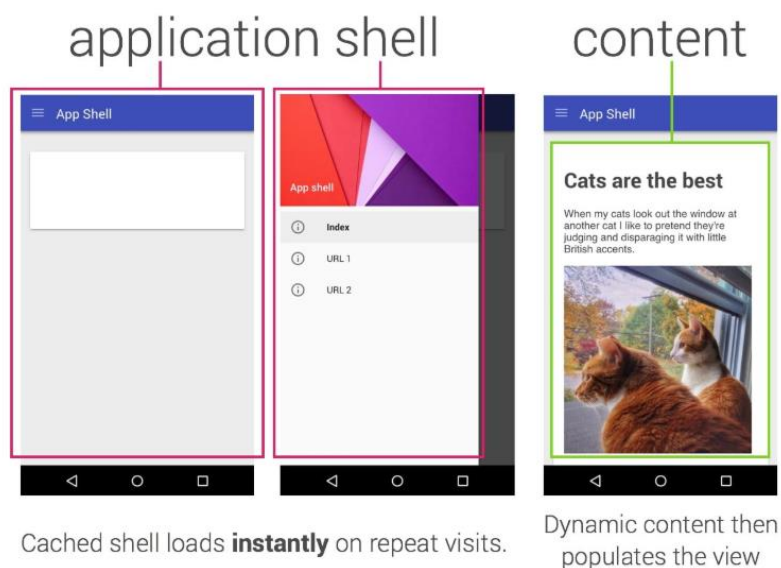 application shell
content
App Shell
App shell
Index
URL 1
URL 2
App Shell
Cats are the best
When my cats look out the window at
another cat I like to pretend they're
judging and disparaging it with little
British accents.
Cached shell loads instantly on repeat visits.
Dynamic content then
populates the view